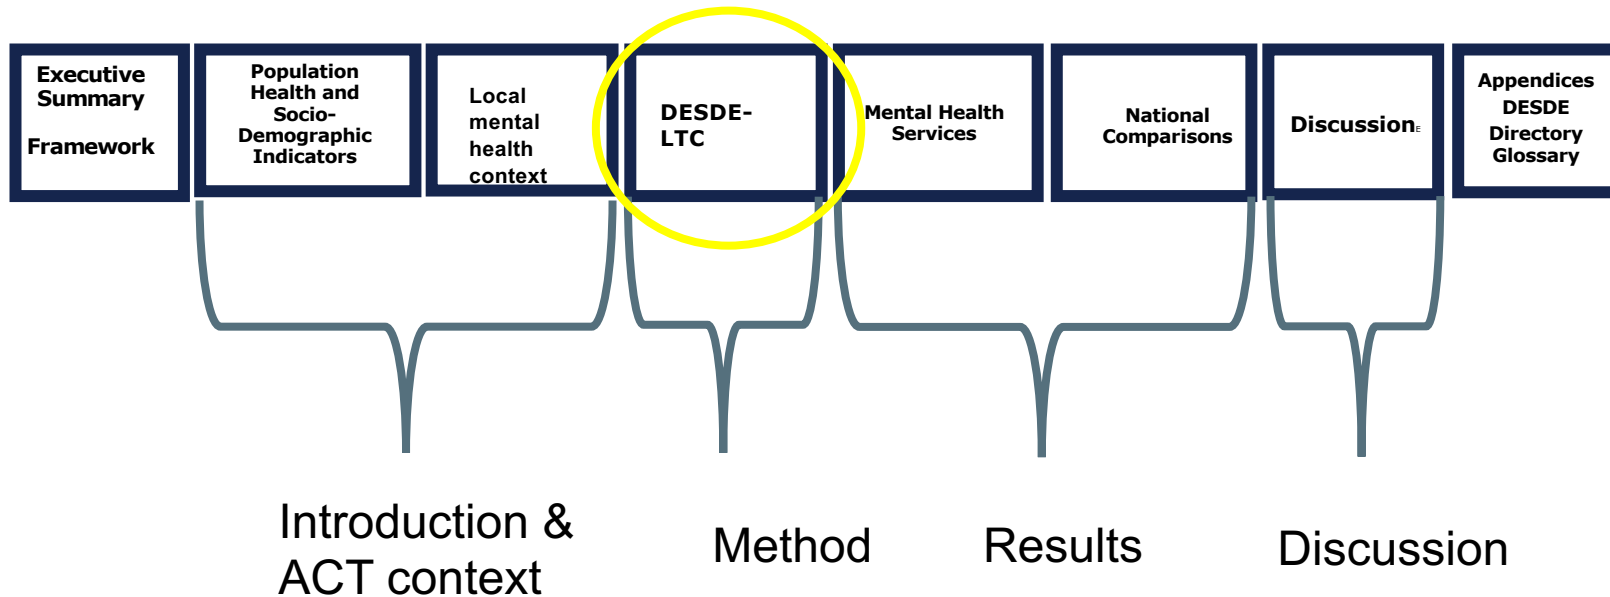 Executive
Summary
Framework
Population
Health and
Socio-
Demographic
Indicators
Local
mental
health
context
DESDE-
LTC
Mental Health
Services
National
Comparisons
DiscussionE
Appendices
DESDE
Directory
Glossary
Introduction &
ACT context
Method
Results
Discussion